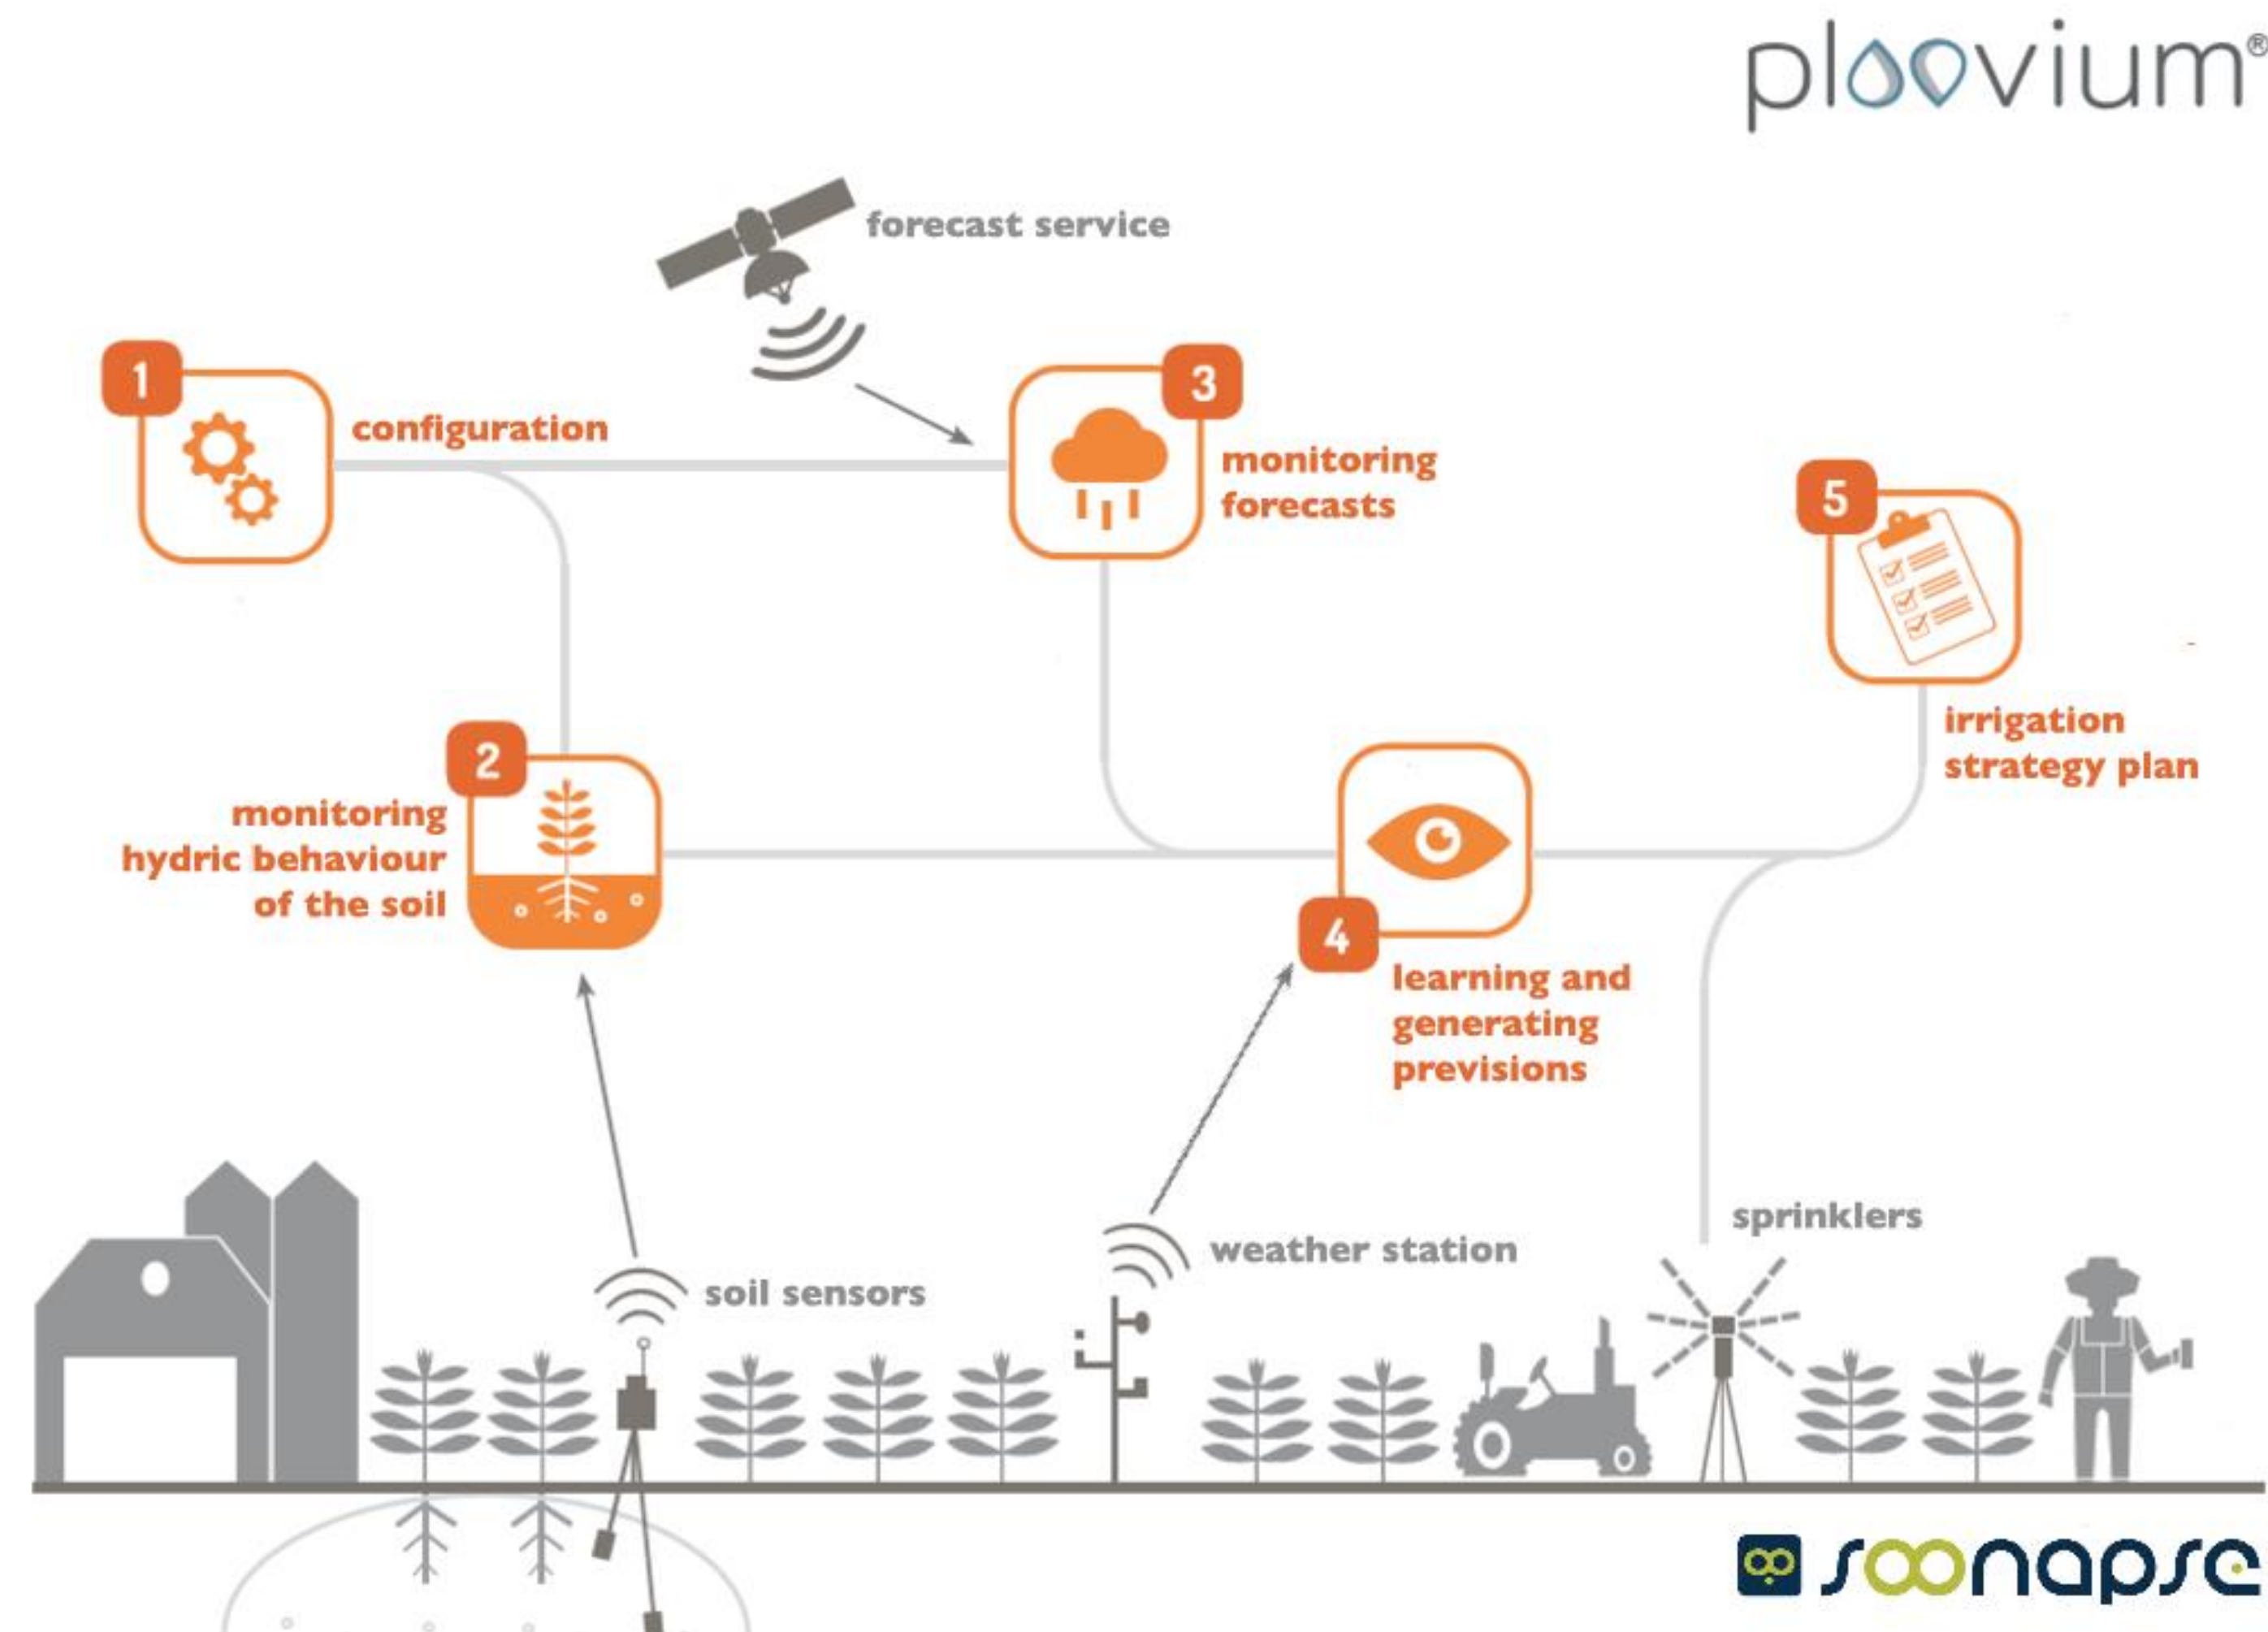 ploovium®
forecast service
1
configuration
3
monitoring
forecasts
5
irrigation
strategy plan
2
monitoring
hydric behaviour
of the soil
4
learning and
generating
previsions
sprinklers
weather station
soil sensors
soonapse